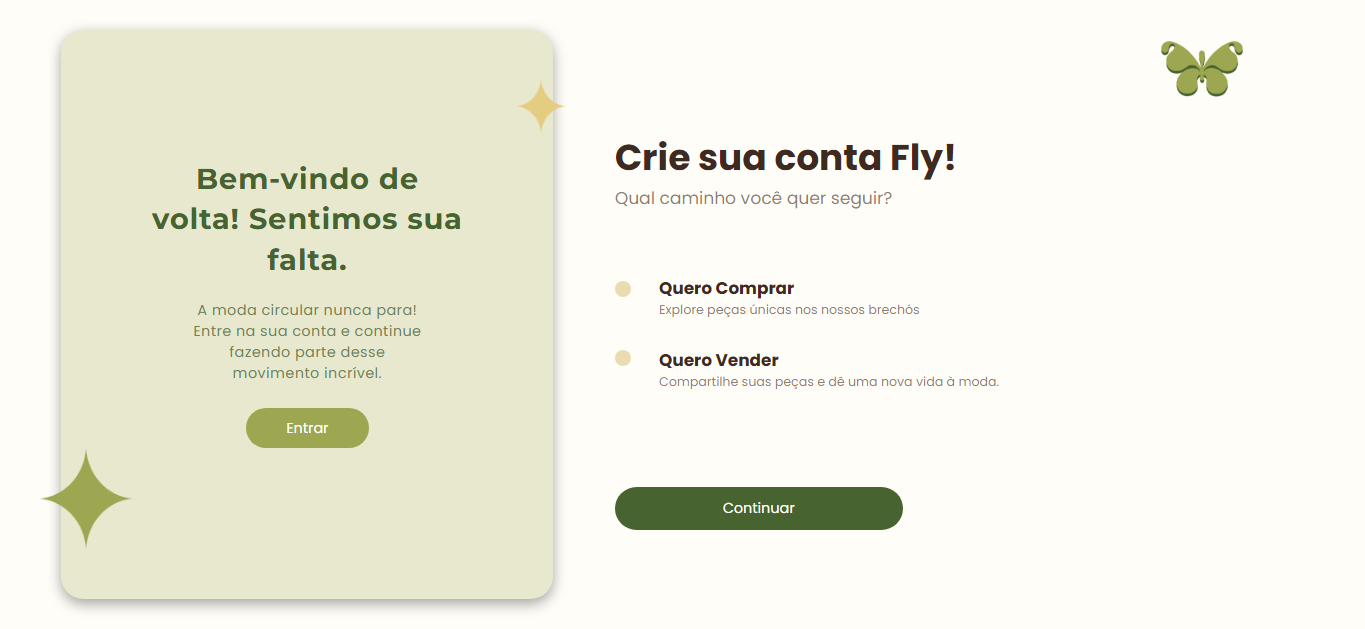 Bem-vindo de
volta! Sentimos sua
falta.
A moda circular nunca para!
Entre na sua conta e continue
fazendo parte desse
movimento incrível.
Entrar
Crie sua conta Fly!
Qual caminho você quer seguir?
Quero Comprar
Explore peças únicas nos nossos brechós
Quero Vender
Compartilhe suas peças e dê uma nova vida à moda.
Continuar